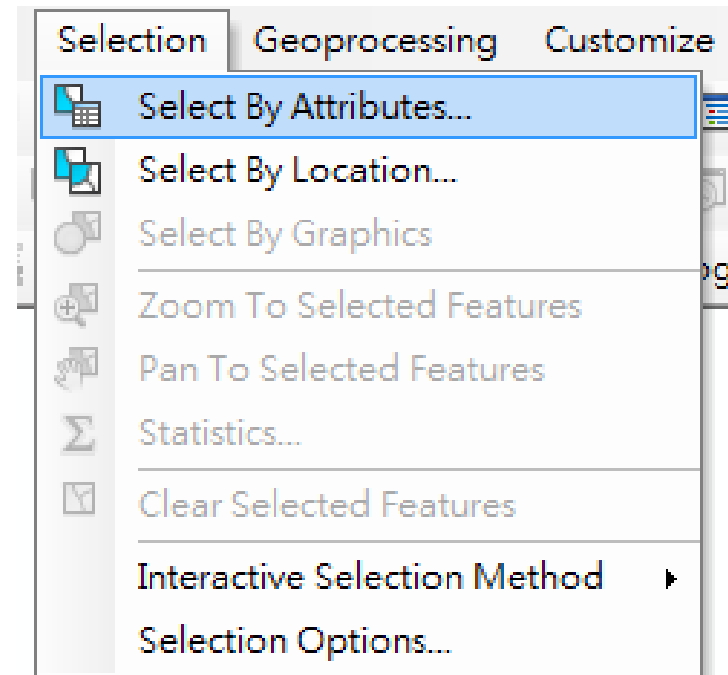 Selection Geoprocessing Customize
Select By Attributes...
Select By Location...
Select By Graphics
Zoom To Selected Features
Pan To Selected Features
Statistics...
Clear Selected Features
Interactive Selection Method
Selection Options...